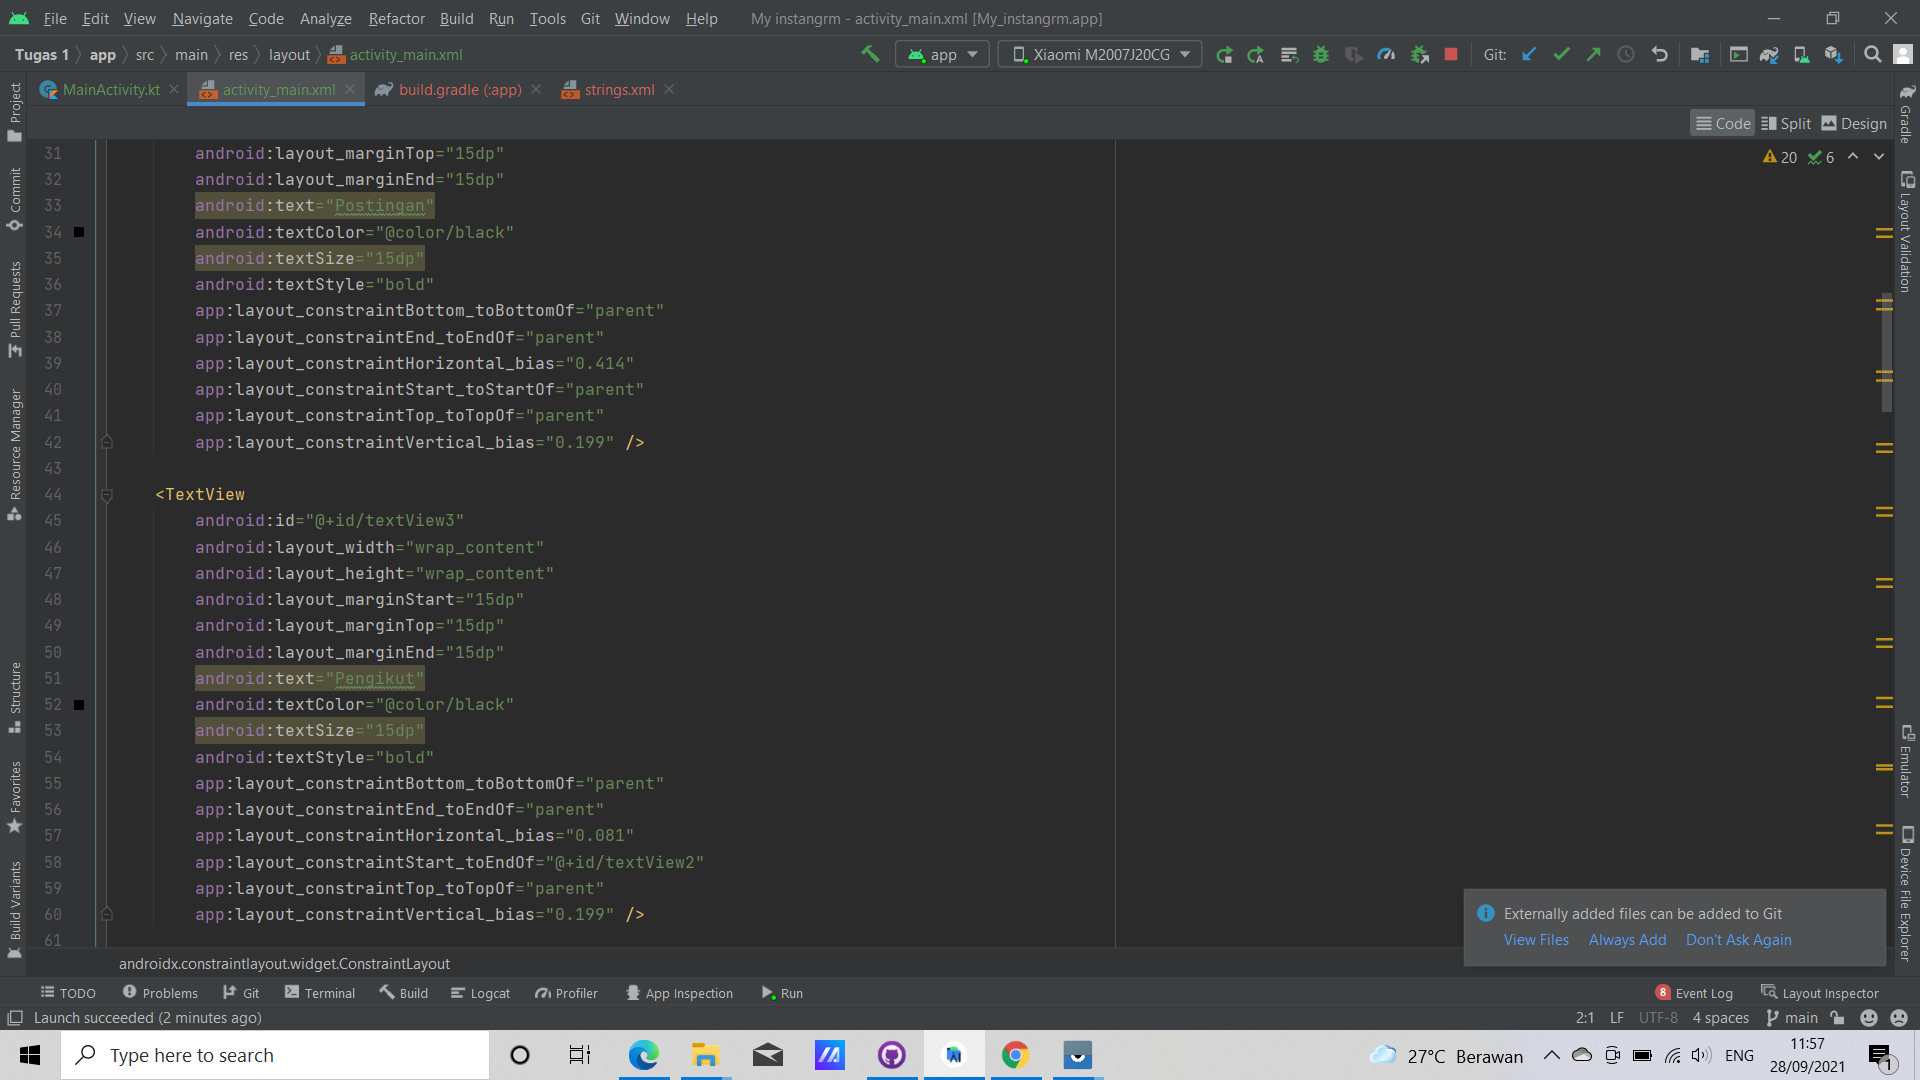 File Edit View Navigate Code Analyze Refactor Build Run Tools Git Window Help My instangrm - activity_main.xml [My_instangrm.app]
Tugas 1 app src main res layout activity_main.xml app Xiaomi M2007J20CG Git:
MainActivity.kt activity_main.xml build.gradle (:app) strings.xml
Code Split Design
20 6
31 android:layout_marginTop="15dp"
32 android:layout_marginEnd="15dp"
33 android:text="Postingan"
34 android:textColor="@color/black"
35 android:textSize="15dp"
36 android:textStyle="bold"
37 app:layout_constraintBottom_toBottomOf="parent"
38 app:layout_constraintEnd_toEndOf="parent"
39 app:layout_constraintHorizontal_bias="0.414"
40 app:layout_constraintStart_toStartOf="parent"
41 app:layout_constraintTop_toTopOf="parent"
42 app:layout_constraintVertical_bias="0.199" />
43
44 <TextView
45 android:id="@+id/textView3"
46 android:layout_width="wrap_content"
47 android:layout_height="wrap_content"
48 android:layout_marginStart="15dp"
49 android:layout_marginTop="15dp"
50 android:layout_marginEnd="15dp"
51 android:text="Pengikut"
52 android:textColor="@color/black"
53 android:textSize="15dp"
54 android:textStyle="bold"
55 app:layout_constraintBottom_toBottomOf="parent"
56 app:layout_constraintEnd_toEndOf="parent"
57 app:layout_constraintHorizontal_bias="0.081"
58 app:layout_constraintStart_toEndOf="@+id/textView2"
59 app:layout_constraintTop_toTopOf="parent"
60 app:layout_constraintVertical_bias="0.199" />
61
Project
Commit
Pull Requests
Resource Manager
Structure
Favorites
Build Variants
Gradle
Layout Validation
Emulator
Device File Explorer
Externally added files can be added to Git
View Files Always Add Don't Ask Again
androidx.constraintlayout.widget.ConstraintLayout
TODO Problems Git Terminal Build Logcat Profiler App Inspection Run 8 Event Log Layout Inspector
Launch succeeded (2 minutes ago) 2:1 LF UTF-8 4 spaces main
Type here to search 27°C Berawan ENG 11:57
28/09/2021 1